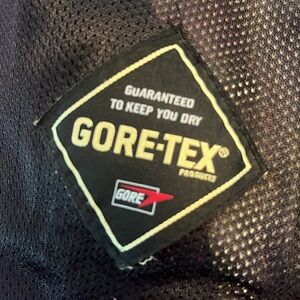 GUARANTEED
TO KEEP YOU DRY
GORE-TEX®
PRODUCTS
GORE